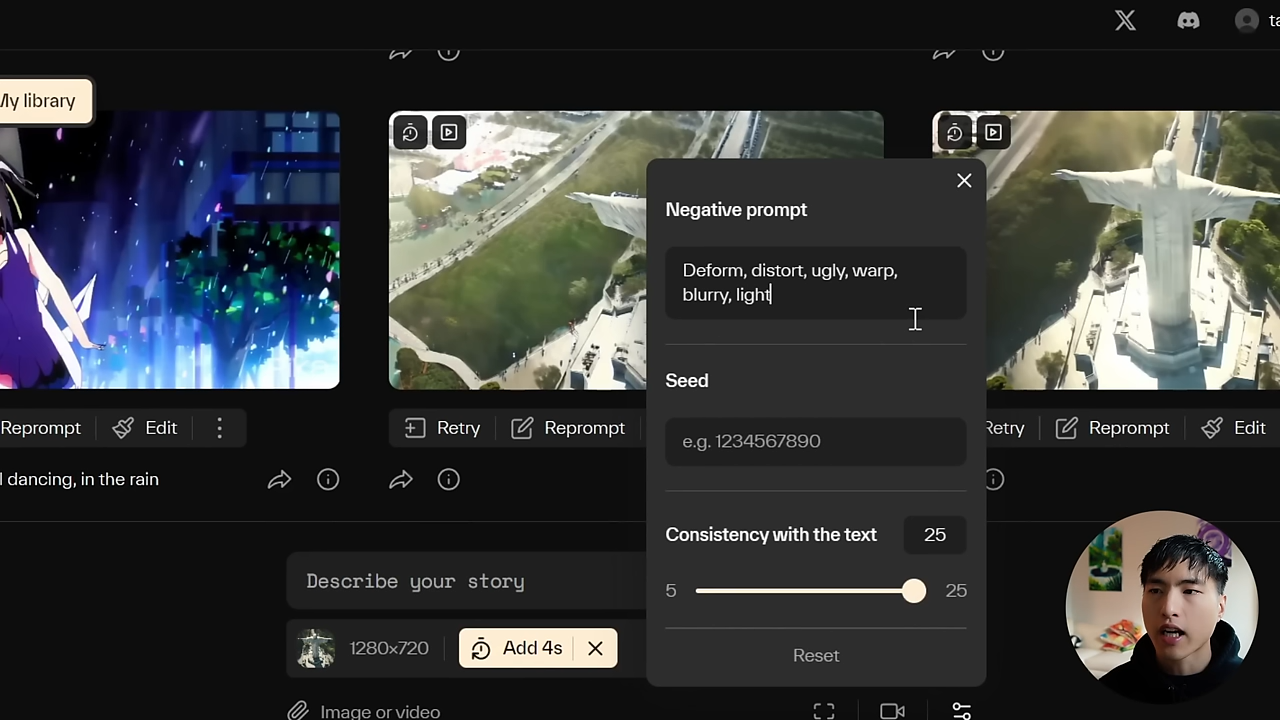 ta
My library
Negative prompt
Deform, distort, ugly, warp,
blurry, light
Seed
e.g. 1234567890
Retry
Reprompt
Edit
Retry
Reprompt
Retry
Reprompt
Edit
l dancing, in the rain
Consistency with the text
25
5
25
Describe your story
1280×720
Add 4s
Reset
Image or video